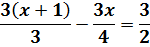 3(x + 1)/3 − 3x/4 = 3/2